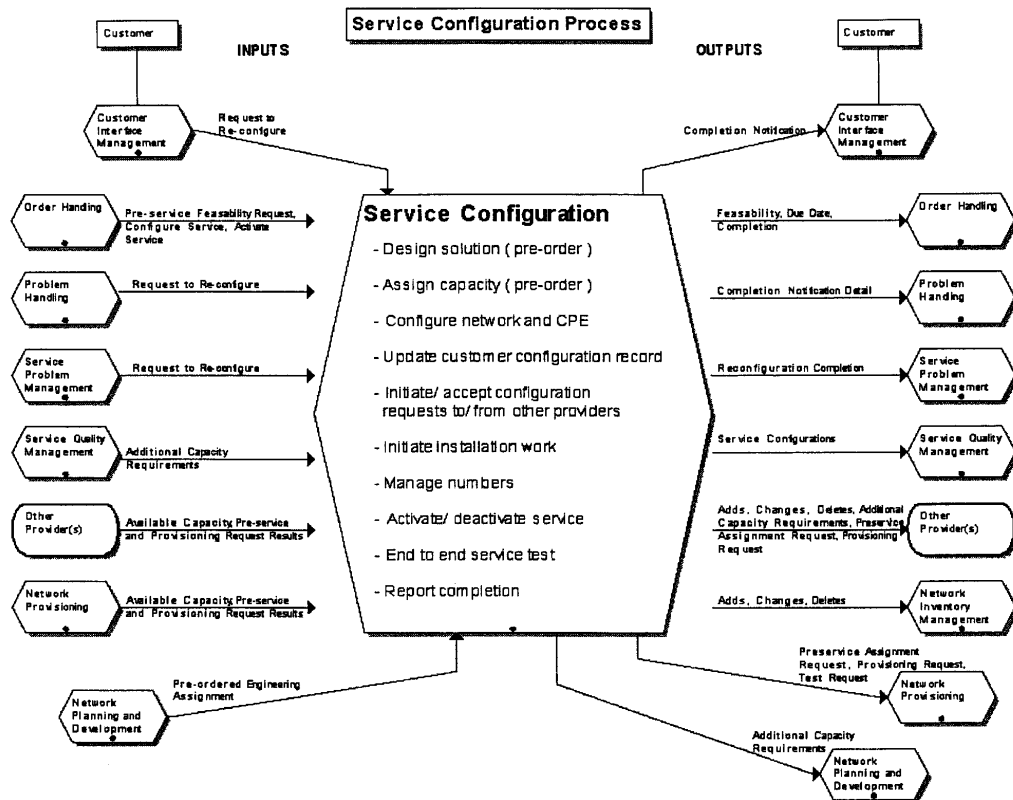 Service Configuration Process
INPUTS
OUTPUTS
Customer
Customer
Interface
Management
Request to
Re-configure
Order Handing
Pre-service Feasability Request,
Configure Service, Activate
Service
Problem
Handling
Request to Re-configure
Service
Problem
Management
Request to Re-configure
Service Quality
Management
Additional Capacity
Requirements
Other
Provider(s)
Available Capacity, Pre-service
and Provisioning Request Results
Network
Provisioning
Available Capacity, Pre-service
and Provisioning Request Results
Network
Planning and
Development
Pre-ordered Engineering
Assignment
Service Configuration
- Design solution ( pre-order )
- Assign capacity ( pre-order )
- Configure network and CPE
- Update customer configuration record
- Initiate/ accept configuration
requests to/ from other providers
- Initiate installation work
- Manage numbers
- Activate/ deactivate service
- End to end service test
- Report completion
Customer
Completion Notification
Customer
Interface
Management
Feasability, Due Date,
Completion
Order Handling
Completion Notification Detail
Problem
Handing
Reconfiguration Completion
Service
Problem
Management
Service Configurations
Service Quality
Management
Adds, Changes, Deletes, Additional
Capacity Requirements, Preservice
Assignment Request, Provisioning
Request
Other
Provider(s)
Adds, Changes, Deletes
Network
Inventory
Management
Preservice Assignment
Request, Provisioning Request,
Test Request
Network
Provisioning
Additional Capacity
Requirements
Network
Planning and
Development